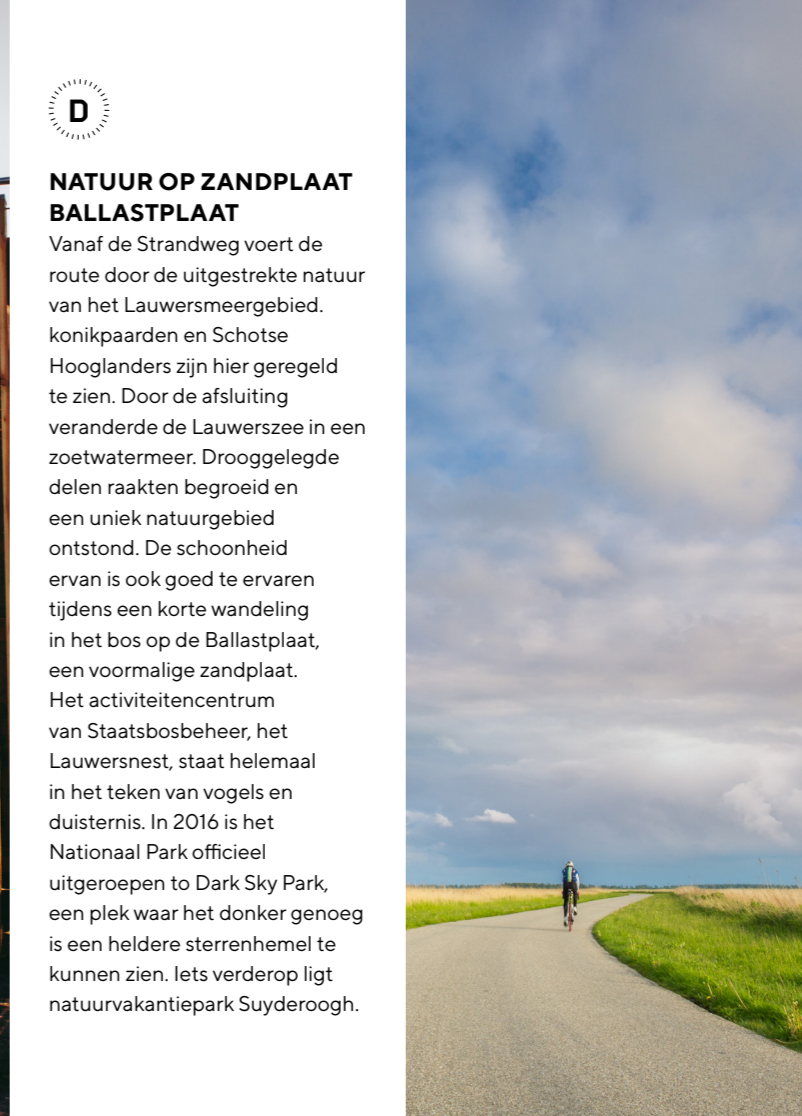 D
NATUUR OP ZANDPLAAT
BALLASTPLAAT
Vanaf de Strandweg voert de
route door de uitgestrekte natuur
van het Lauwersmeergebied.
konikpaarden en Schotse
Hooglanders zijn hier geregeld
te zien. Door de afsluiting
veranderde de Lauwerszee in een
zoetwatermeer. Drooggelegde
delen raakten begroeid en
een uniek natuurgebied
ontstond. De schoonheid
ervan is ook goed te ervaren
tijdens een korte wandeling
in het bos op de Ballastplaat,
een voormalige zandplaat.
Het activiteitencentrum
van Staatsbosbeheer, het
Lauwersnest, staat helemaal
in het teken van vogels en
duisternis. In 2016 is het
Nationaal Park officieel
uitgeroepen to Dark Sky Park,
een plek waar het donker genoeg
is een heldere sterrenhemel te
kunnen zien. Iets verderop ligt
natuurvakantiepark Suyderoogh.